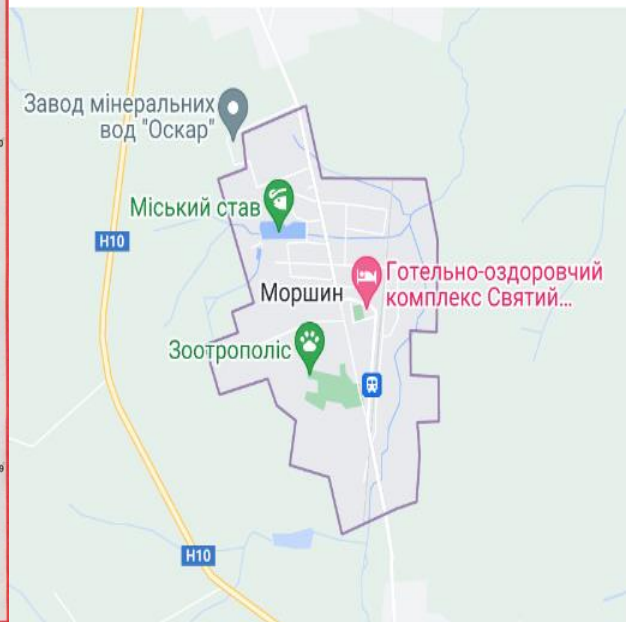 Завод мінеральних
вод "Оскар"
Міський став
H10
Готельно-оздоровчий
комплекс Святий...
Моршин
Зоотрополіс
H10